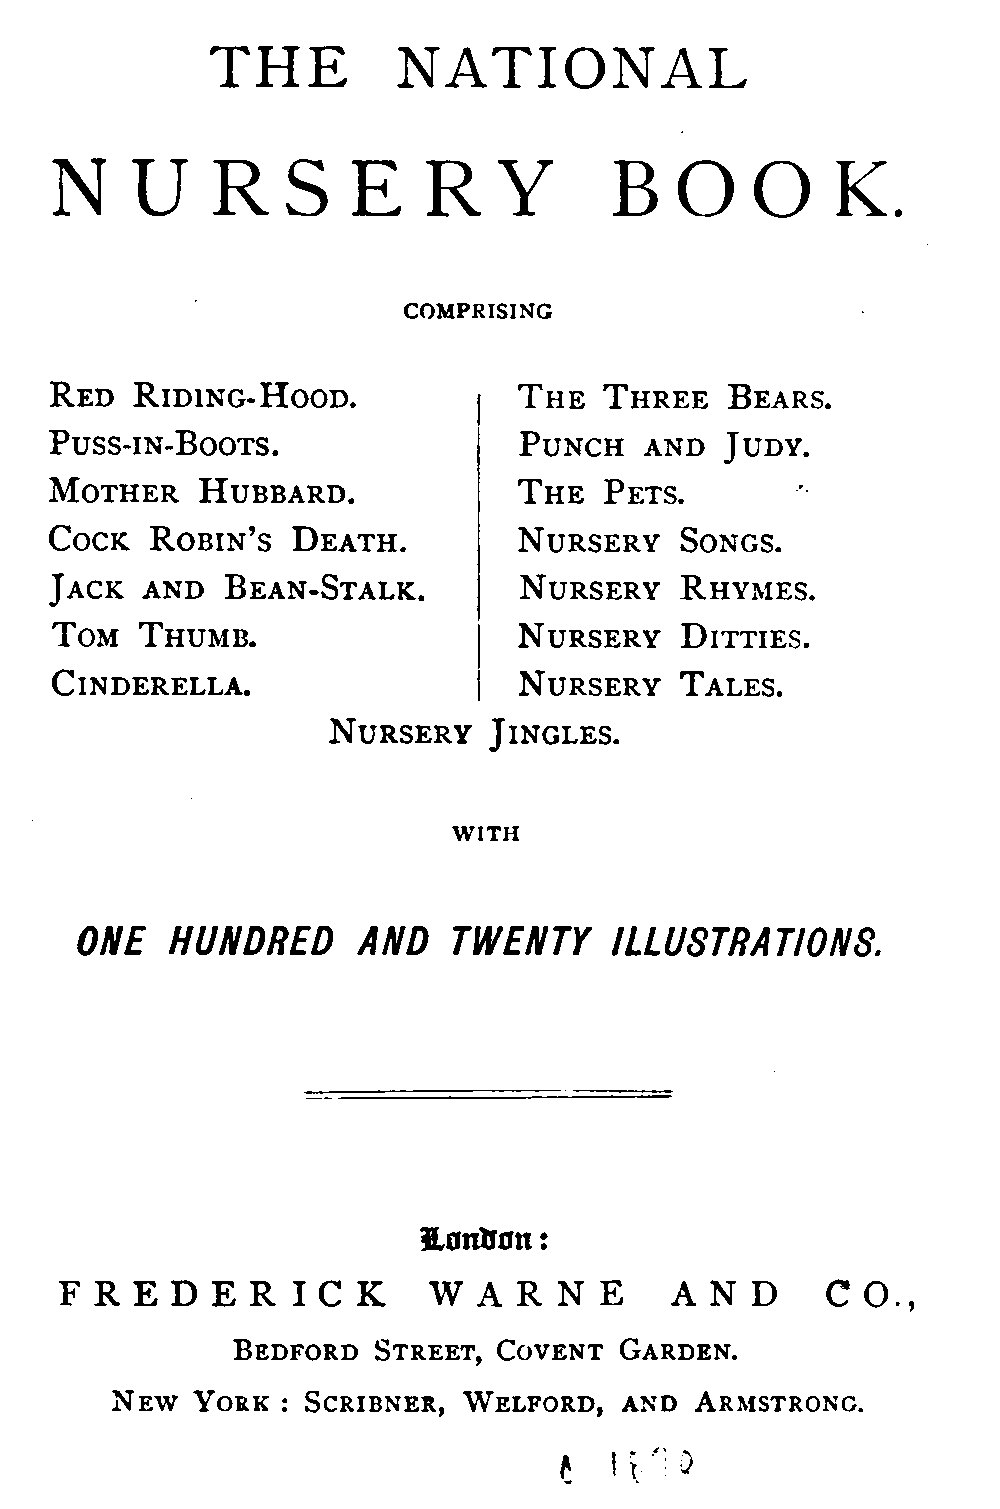 THE NATIONAL
NURSERY BOOK.
COMPRISING
RED RIDING-HOOD.
PUSS-IN-BOOTS.
MOTHER HUBBARD.
COCK ROBIN'S DEATH.
JACK AND BEAN-STALK.
TOM THUMB.
CINDERELLA.
THE THREE BEARS.
PUNCH AND JUDY.
THE PETS.
NURSERY SONGS.
NURSERY RHYMES.
NURSERY DITTIES.
NURSERY TALES.
NURSERY JINGLES.
WITH
ONE HUNDRED AND TWENTY ILLUSTRATIONS.
London:
FREDERICK WARNE AND CO.,
BEDFORD STREET, COVENT GARDEN.
NEW YORK: SCRIBNER, WELFORD, AND ARMSTRONG.